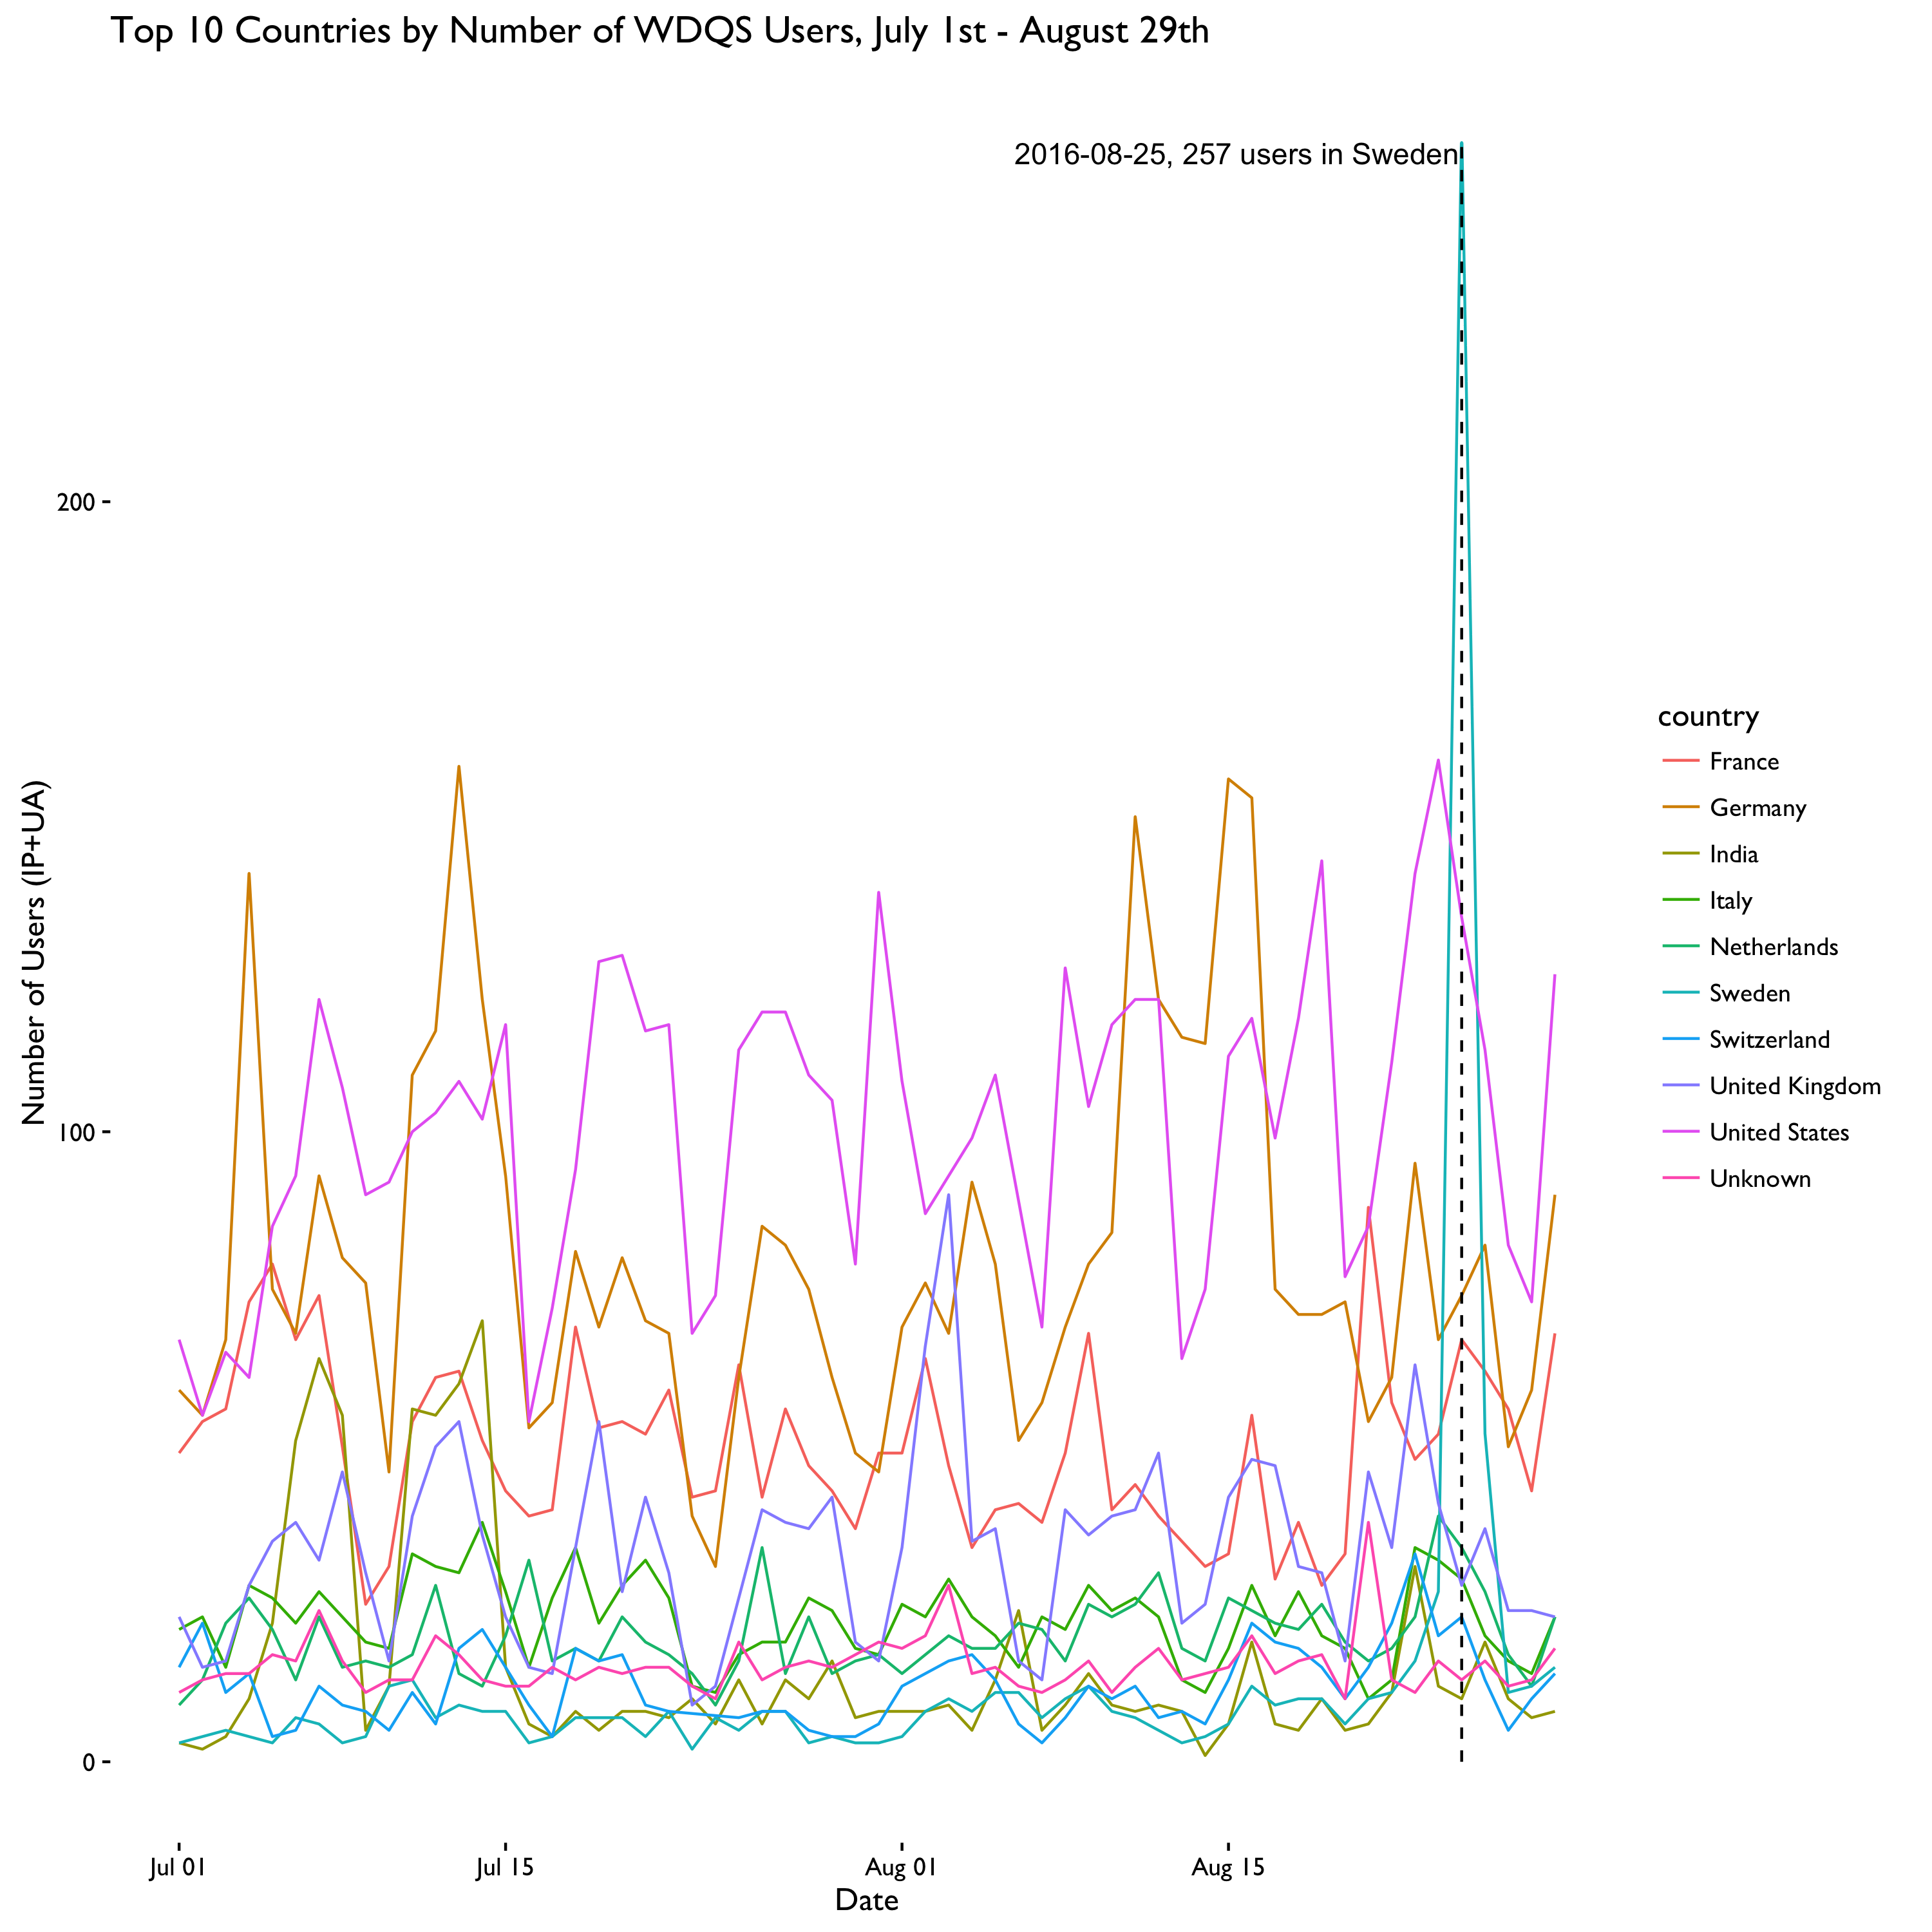 Top 10 Countries by Number of WDQS Users, July 1st - August 29th
2016-08-25, 257 users in Sweden
Number of Users (IP+UA)
200
100
0
Jul 01
Jul 15
Aug 01
Aug 15
Date
country
France
Germany
India
Italy
Netherlands
Sweden
Switzerland
United Kingdom
United States
Unknown